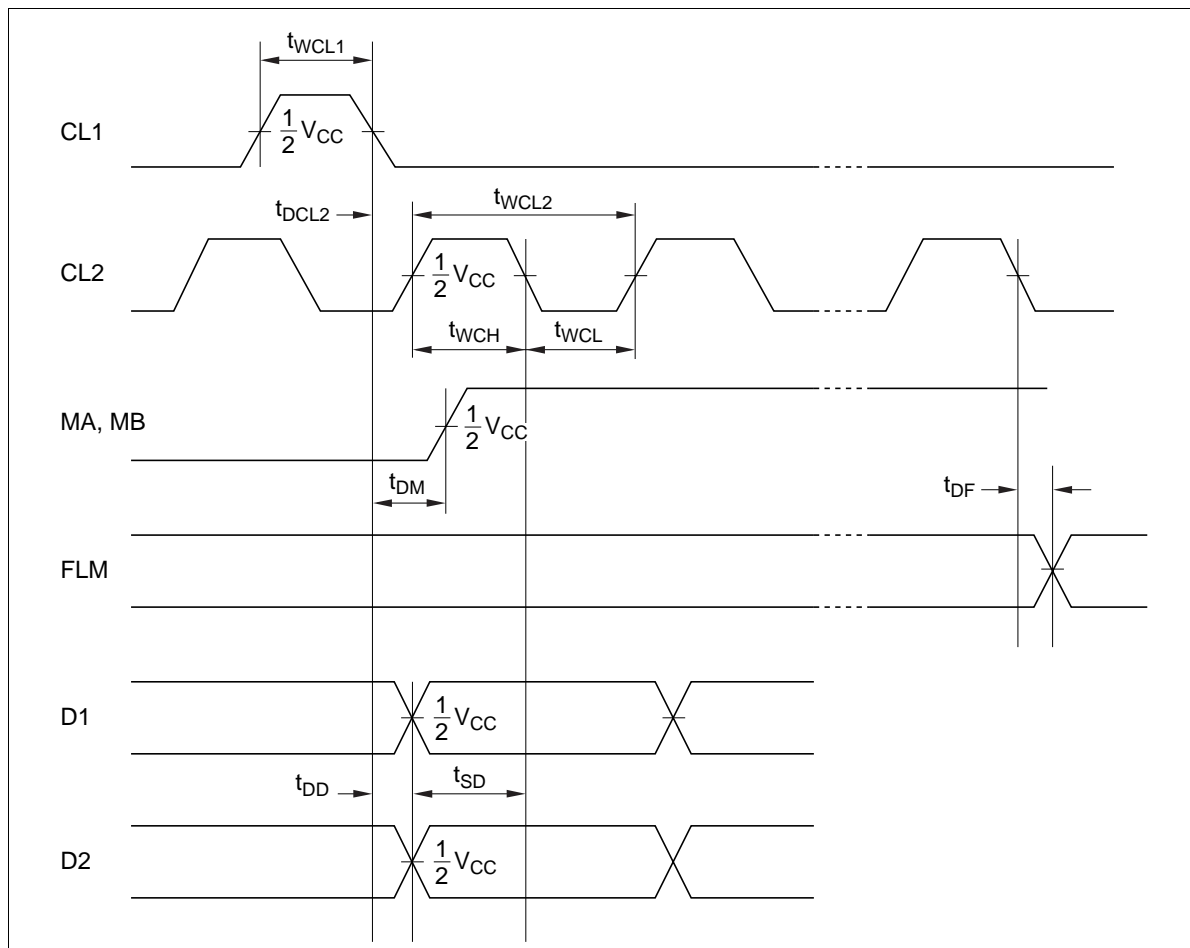 tWCL1
CL1
1/2 VCC
tDCL2
tWCL2
CL2
1/2 VCC
tWCH
tWCL
MA, MB
1/2 VCC
tDM
tDF
FLM
D1
1/2 VCC
tDD
tSD
D2
1/2 VCC